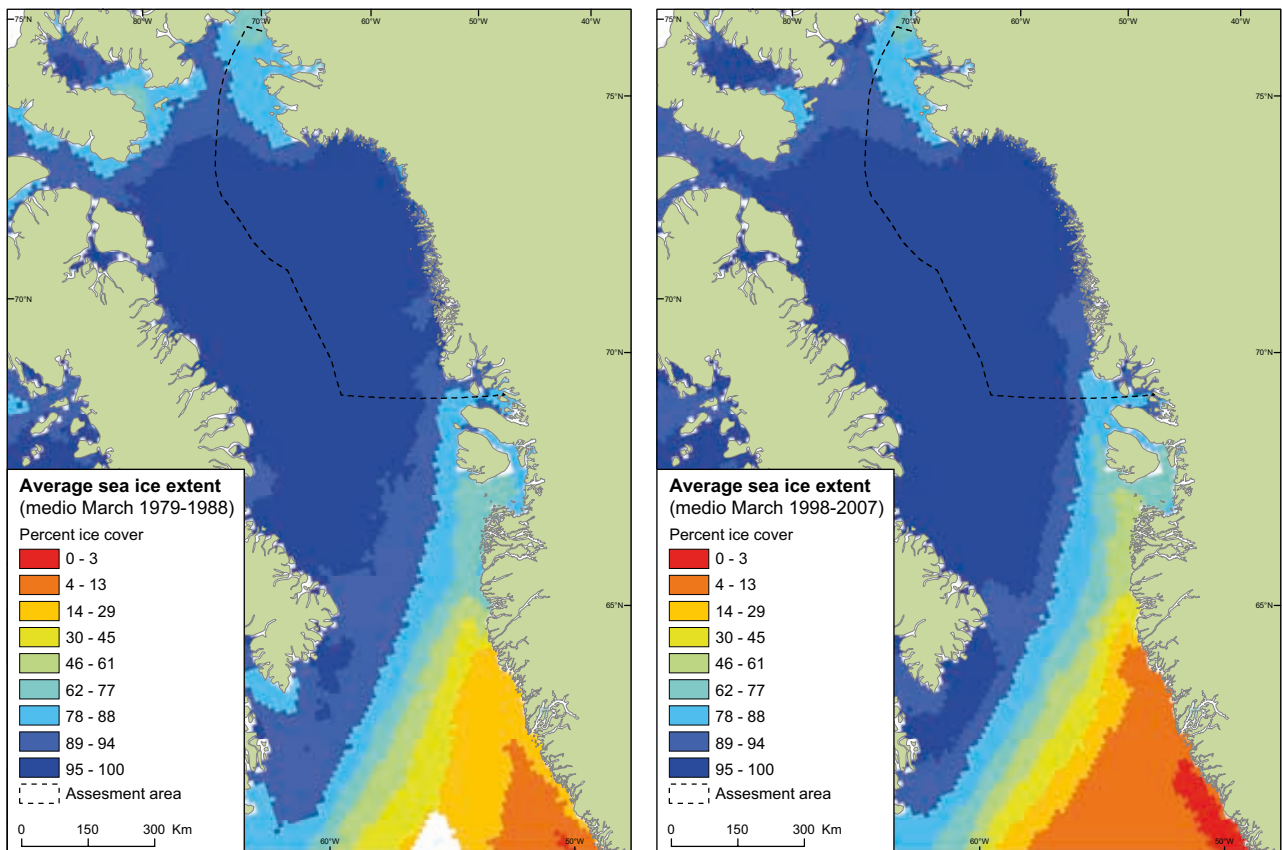 75°N 80°W 70°W 60°W 50°W 40°W
75°N
70°N
70°N
65°N
Average sea ice extent
(medio March 1979-1988)
Percent ice cover
0 - 3
4 - 13
14 - 29
30 - 45
46 - 61
62 - 77
78 - 88
89 - 94
95 - 100
Assesment area
0 150 300 Km
60°W 50°W
75°N 80°W 70°W 60°W 50°W 40°W
75°N
70°N
70°N
65°N
Average sea ice extent
(medio March 1998-2007)
Percent ice cover
0 - 3
4 - 13
14 - 29
30 - 45
46 - 61
62 - 77
78 - 88
89 - 94
95 - 100
Assesment area
0 150 300 Km
60°W 50°W